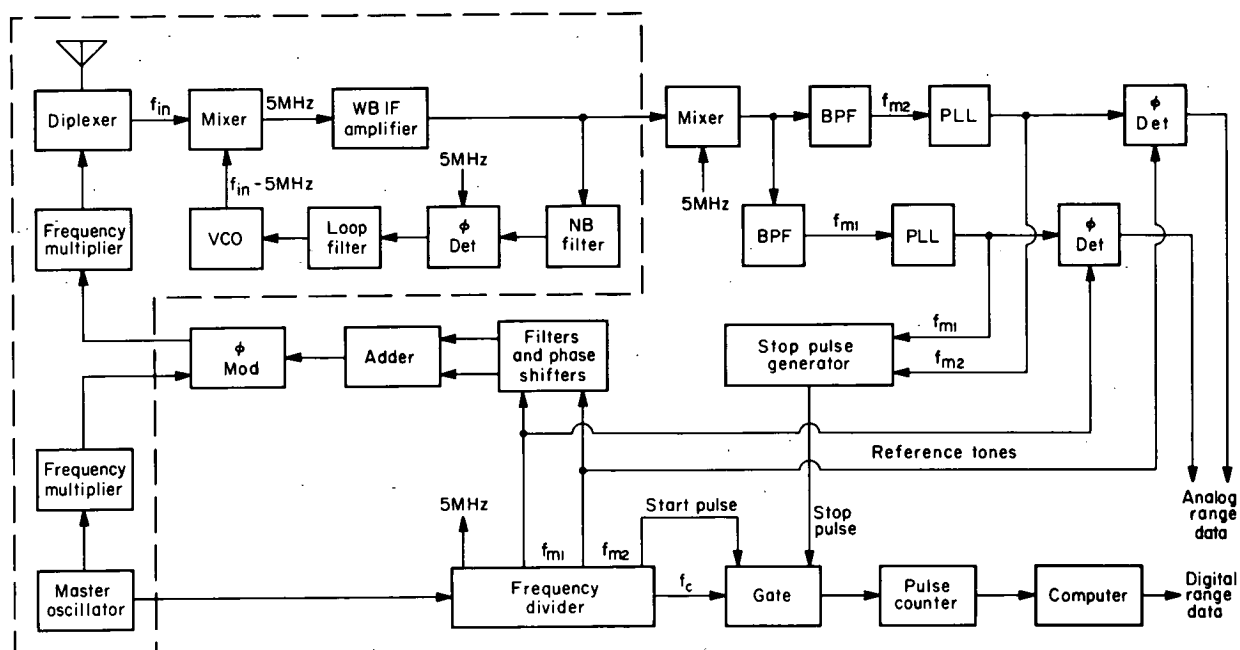 Diplexer
f_in
Mixer
5MHz
WB IF
amplifier
Mixer
5MHz
BPF
f_m2
PLL
φ
Det
Frequency
multiplier
f_in - 5MHz
VCO
Loop
filter
5MHz
φ
Det
NB
filter
BPF
f_m1
PLL
φ
Det
φ
Mod
Adder
Filters
and phase
shifters
Stop pulse
generator
f_m1
f_m2
Reference tones
Frequency
multiplier
5MHz
f_m1
f_m2
Start pulse
Stop
pulse
Analog
range
data
Master
oscillator
Frequency
divider
f_c
Gate
Pulse
counter
Computer
Digital
range
data